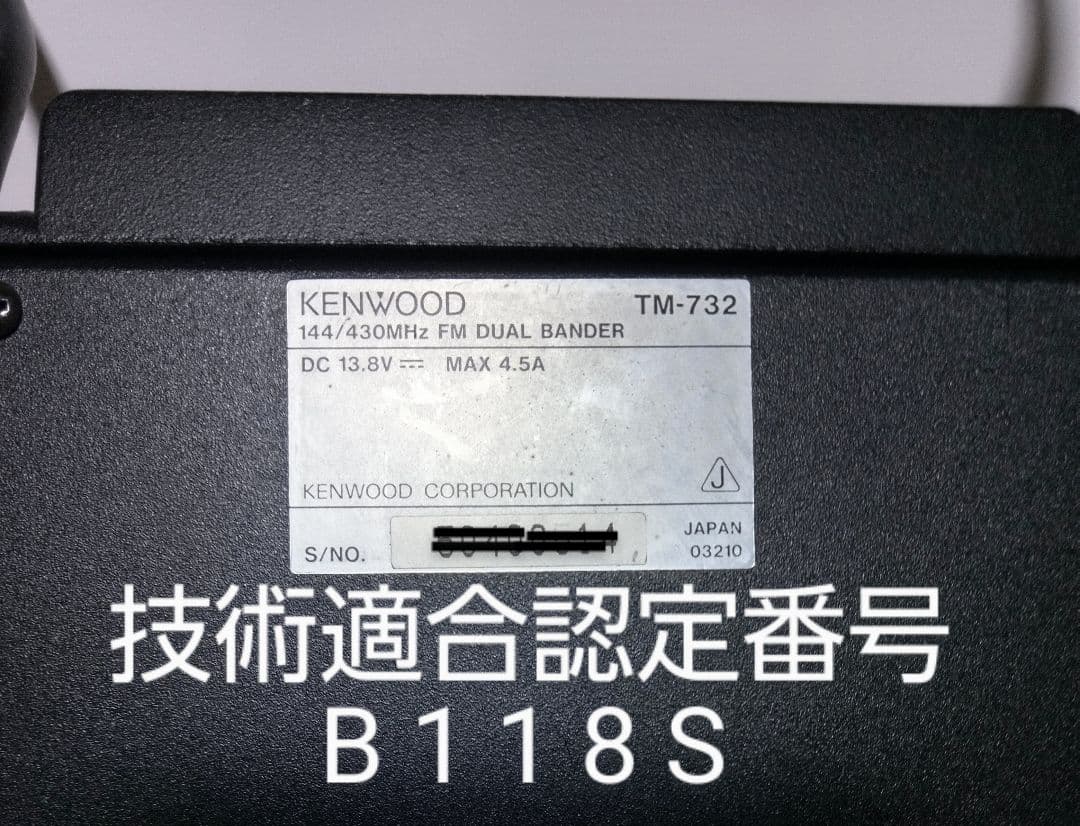 KENWOOD TM-732
144/430MHz FM DUAL BANDER
DC 13.8V MAX 4.5A
J
KENWOOD CORPORATION
JAPAN
S/NO. 03210
技術適合認定番号
B118S